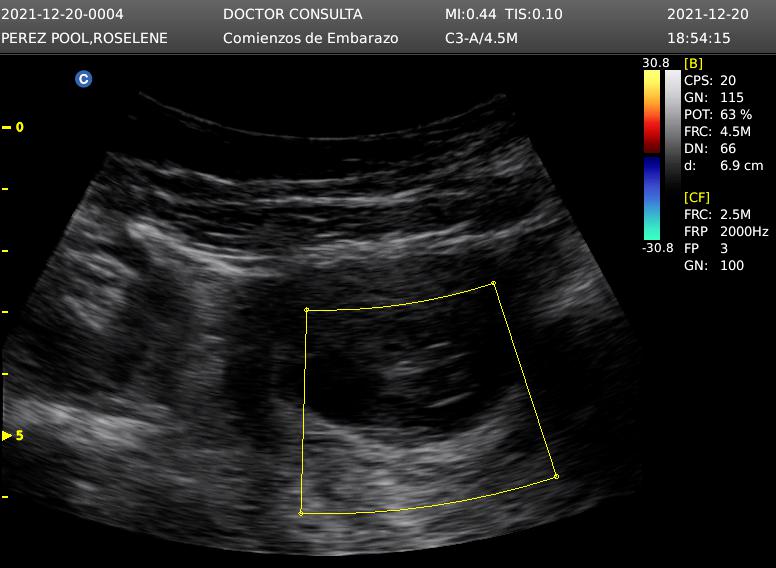 2021-12-20-0004 DOCTOR CONSULTA MI:0.44 TIS:0.10 2021-12-20
PEREZ POOL,ROSELENE Comienzos de Embarazo C3-A/4.5M 18:54:15
C
0
5
30.8
-30.8
[B]
CPS: 20
GN: 115
POT: 63 %
FRC: 4.5M
DN: 66
d: 6.9 cm
[CF]
FRC: 2.5M
FRP 2000Hz
FP 3
GN: 100